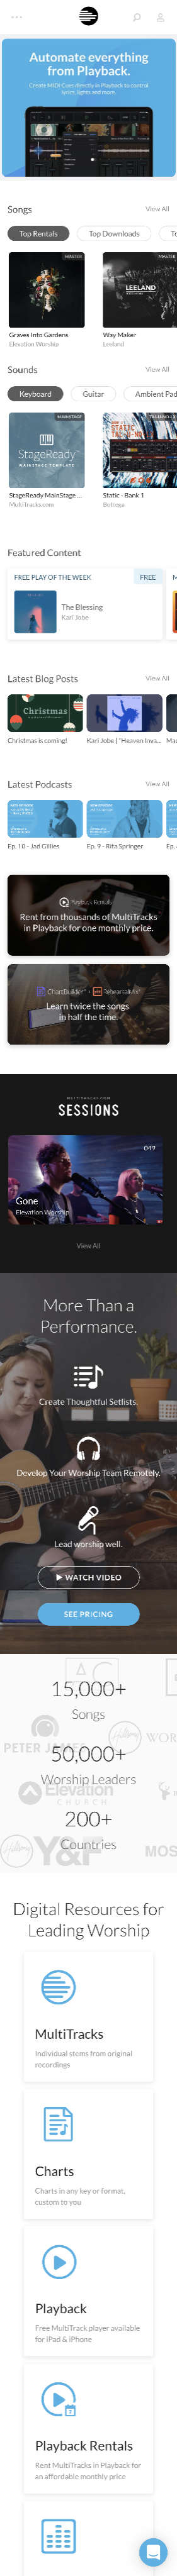 Automate everything
from Playback.
Create MIDI Cues directly in Playback to control
lyrics, lights and more.
Songs
View All
Top Rentals
Top Downloads
MASTER
MASTER
LEELAND
Graves Into Gardens
Way Maker
Elevation Worship
Leeland
Sounds
View All
Keyboard
Guitar
Ambient Pad
MAINSTAGE
StageReady
MAINSTAGE TEMPLATE
StageReady MainStage ...
Static - Bank 1
MultiTracks.com
Featured Content
FREE PLAY OF THE WEEK
FREE
The Blessing
Kari Jobe
Latest Blog Posts
View All
Christmas
Christmas is coming!
Kari Jobe | "Heaven Inva...
Latest Podcasts
View All
Ep. 10 - Jad Gillies
Ep. 9 - Rita Springer
Playback Rentals
Rent from thousands of MultiTracks
in Playback for one monthly price.
ChartBuilder + RehearsalMix
Learn twice the songs
in half the time.
MULTITRACKS.COM
SESSIONS
049
Gone
Elevation Worship
View All
More Than a
Performance.
Create Thoughtful Setlists.
Develop Your Worship Team Remotely.
Lead worship well.
WATCH VIDEO
SEE PRICING
15,000+
Songs
PETER JAMES
50,000+
Worship Leaders
Elevation
CHURCH
200+
Countries
Y&F
MOS
Digital Resources for
Leading Worship
MultiTracks
Individual stems from original
recordings
Charts
Charts in any key or format,
custom to you
Playback
Free MultiTrack player available
for iPad & iPhone
Playback Rentals
Rent MultiTracks in Playback for
an affordable monthly price